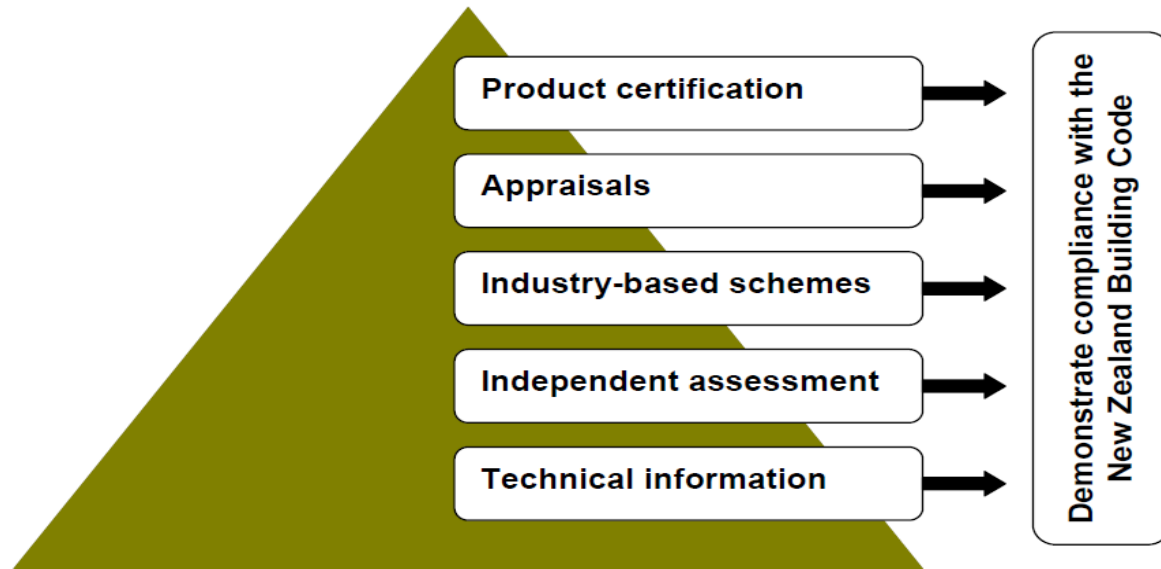 Product certification
Appraisals
Industry-based schemes
Independent assessment
Technical information
Demonstrate compliance with the
New Zealand Building Code